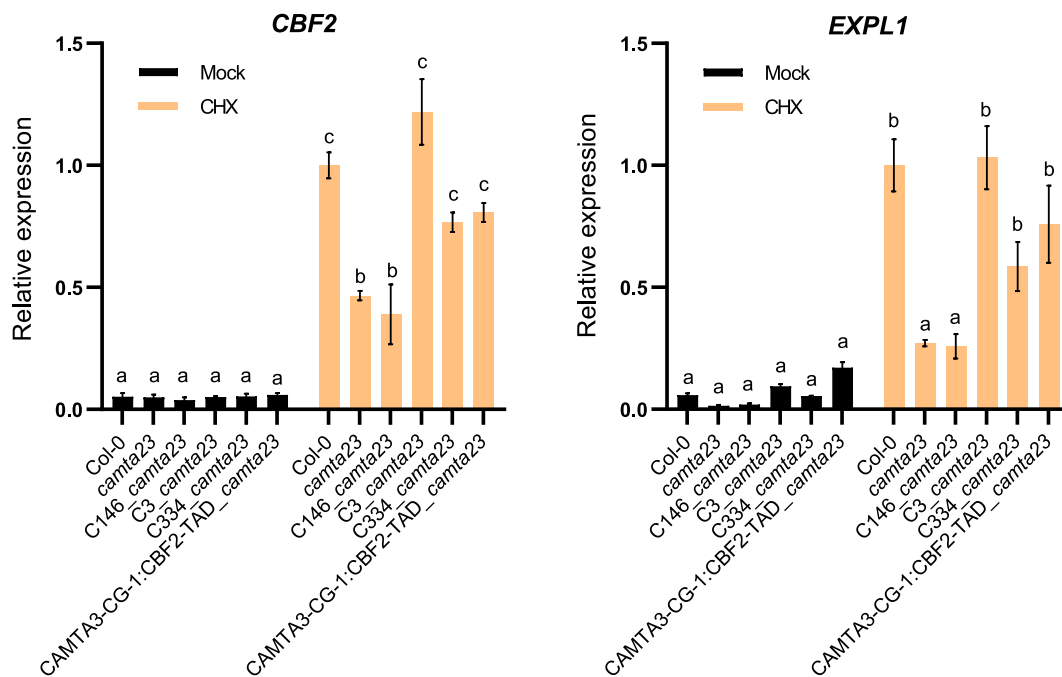 CBF2
1.5
1.0
0.5
0.0
Relative expression
Mock
CHX
a a a a a a
c b b c c c
Col-0
camta23
C146_camta23
C3_camta23
C334_camta23
CAMTA3-CG-1:CBF2-TAD_camta23
Col-0
camta23
C146_camta23
C3_camta23
C334_camta23
CAMTA3-CG-1:CBF2-TAD_camta23
EXPL1
1.5
1.0
0.5
0.0
Relative expression
Mock
CHX
a a a a a a
b a a b b b
Col-0
camta23
C146_camta23
C3_camta23
C334_camta23
CAMTA3-CG-1:CBF2-TAD_camta23
Col-0
camta23
C146_camta23
C3_camta23
C334_camta23
CAMTA3-CG-1:CBF2-TAD_camta23